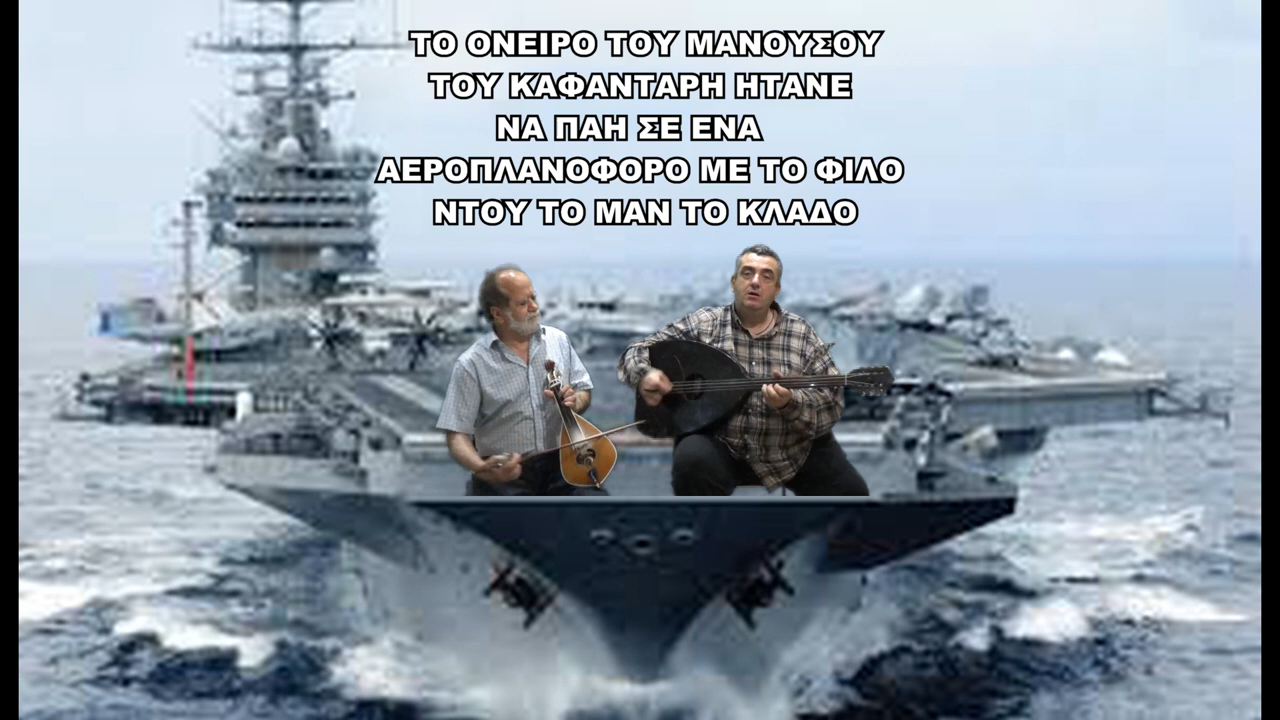 ΤΟ ΟΝΕΙΡΟ ΤΟΥ ΜΑΝΟΥΣΟΥ
ΤΟΥ ΚΑΦΑΝΤΑΡΗ ΗΤΑΝΕ
ΝΑ ΠΑΗ ΣΕ ΕΝΑ
ΑΕΡΟΠΛΑΝΟΦΟΡΟ ΜΕ ΤΟ ΦΙΛΟ
ΝΤΟΥ ΤΟ ΜΑΝ ΤΟ ΚΛΑΔΟ